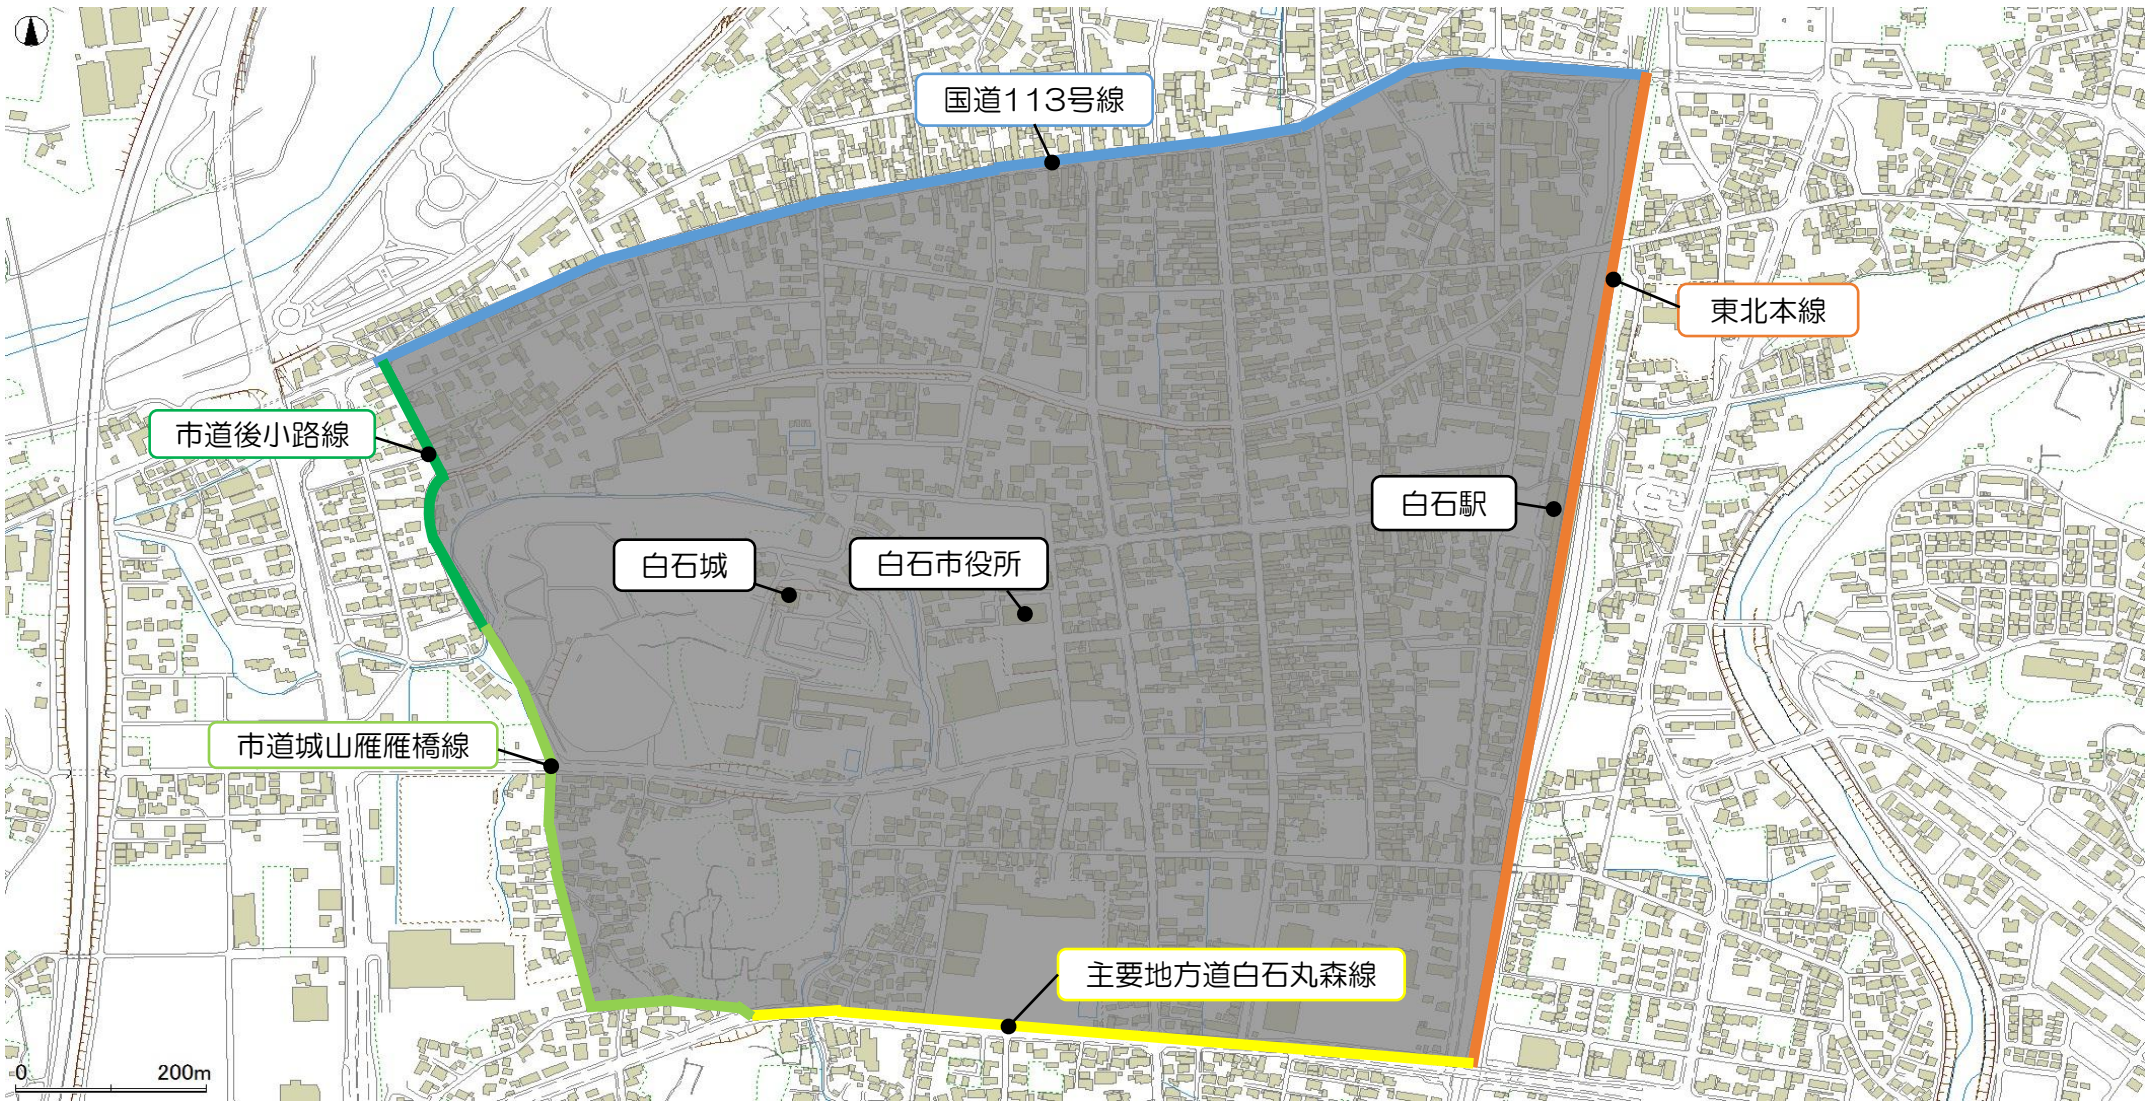 国道113号線
東北本線
市道後小路線
白石駅
白石城
白石市役所
市道城山雁雁橋線
主要地方道白石丸森線
0 200m